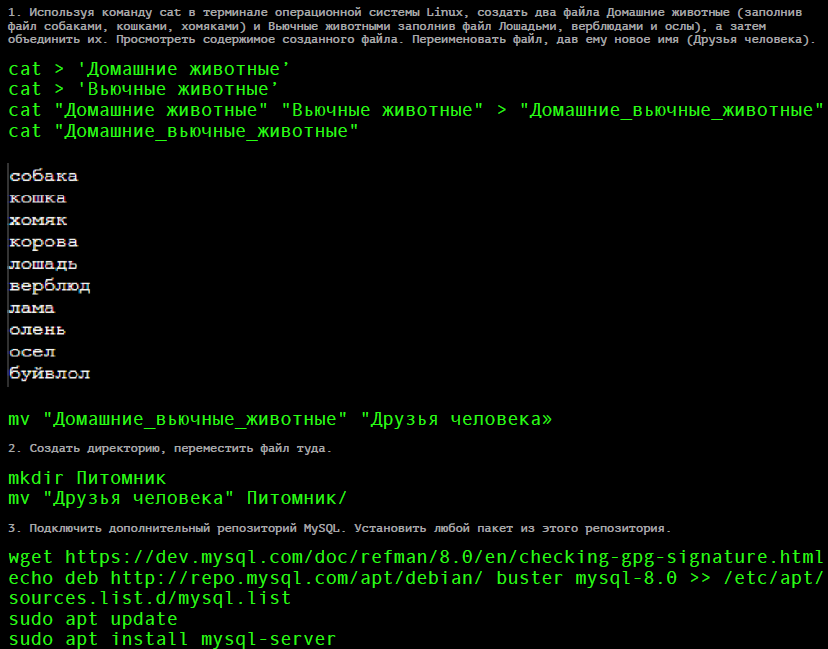 1. Используя команду cat в терминале операционной системы Linux, создать два файла Домашние животные (заполнив
файл собаками, кошками, хомяками) и Вьючные животными заполнив файл Лошадьми, верблюдами и ослы), а затем
объединить их. Просмотреть содержимое созданного файла. Переименовать файл, дав ему новое имя (Друзья человека).
cat > 'Домашние животные’
cat > 'Вьючные животные’
cat "Домашние животные" "Вьючные животные" > "Домашние_вьючные_животные"
cat "Домашние_вьючные_животные"
собака
кошка
хомяк
корова
лошадь
верблюд
лама
олень
осел
буйвлол
mv "Домашние_вьючные_животные" "Друзья человека»
2. Создать директорию, переместить файл туда.
mkdir Питомник
mv "Друзья человека" Питомник/
3. Подключить дополнительный репозиторий MySQL. Установить любой пакет из этого репозитория.
wget https://dev.mysql.com/doc/refman/8.0/en/checking-gpg-signature.html
echo deb http://repo.mysql.com/apt/debian/ buster mysql-8.0 >> /etc/apt/
sources.list.d/mysql.list
sudo apt update
sudo apt install mysql-server